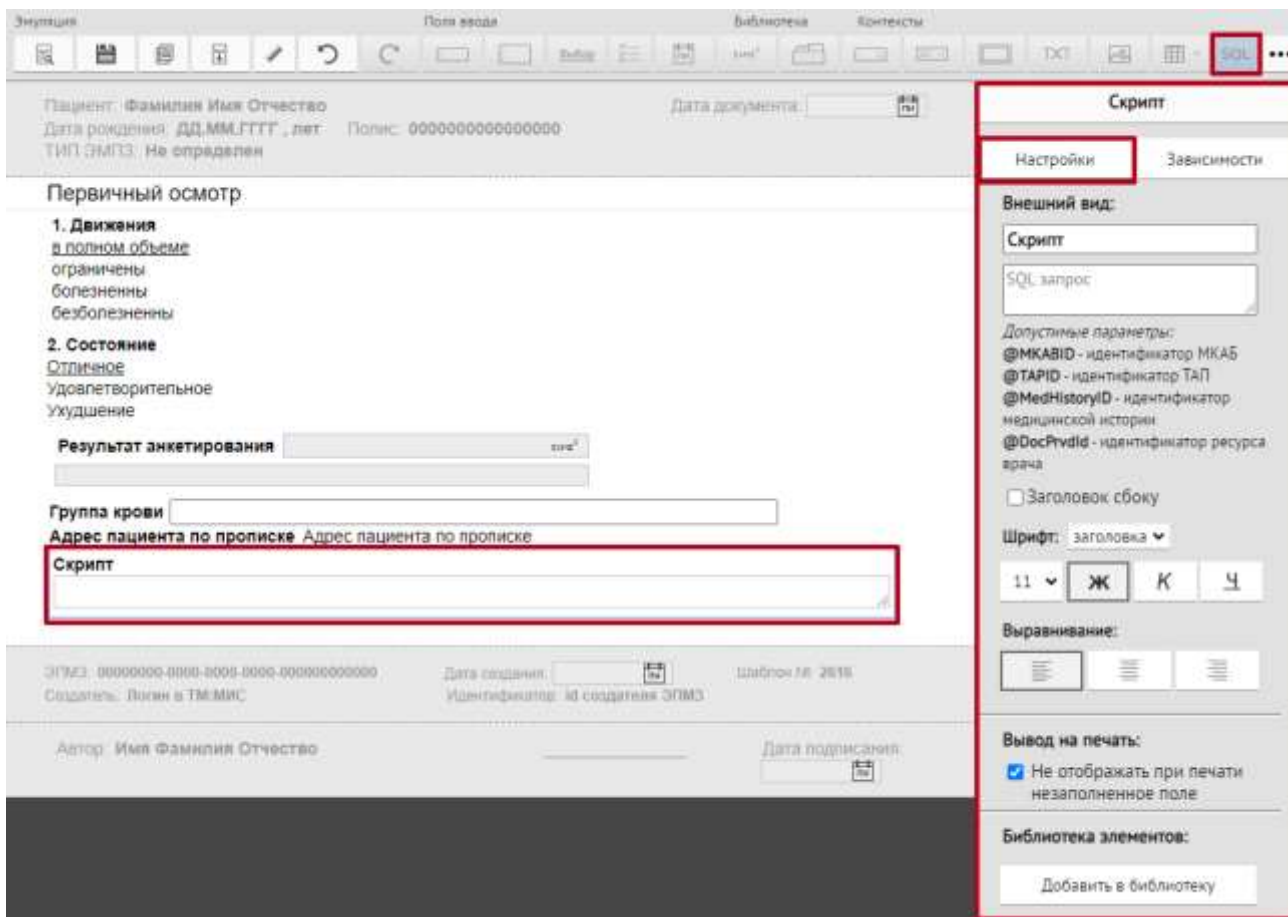 Эмуляция Поля ввода Библиотека Контексты
Выбор TXT SQL
Пациент: Фамилия Имя Отчество Дата документа:
Дата рождения: ДД.ММ.ГГГГ , лет Полис: 0000000000000000
ТИП ЭМПЗ: Не определен
Первичный осмотр
1. Движения
в полном объеме
ограничены
болезненны
безболезненны
2. Состояние
Отличное
Удовлетворительное
Ухудшение
Результат анкетирования
Группа крови
Адрес пациента по прописке Адрес пациента по прописке
Скрипт
ЭПМЗ: 00000000-0000-0000-0000-000000000000 Дата создания: Шаблон №: 2616
Создатель: Логин в ТМ:МИС Идентификатор: id создателя ЭПМЗ
Автор: Имя Фамилия Отчество Дата подписания:
Скрипт
Настройки Зависимости
Внешний вид:
Скрипт
SQL запрос
Допустимые параметры:
@MKABID - идентификатор МКАБ
@TAPID - идентификатор ТАП
@MedHistoryID - идентификатор
медицинской истории
@DocPrvdId - идентификатор ресурса
врача
Заголовок сбоку
Шрифт: заголовка
11 Ж К Ч
Выравнивание:
Вывод на печать:
Не отображать при печати
незаполненное поле
Библиотека элементов:
Добавить в библиотеку